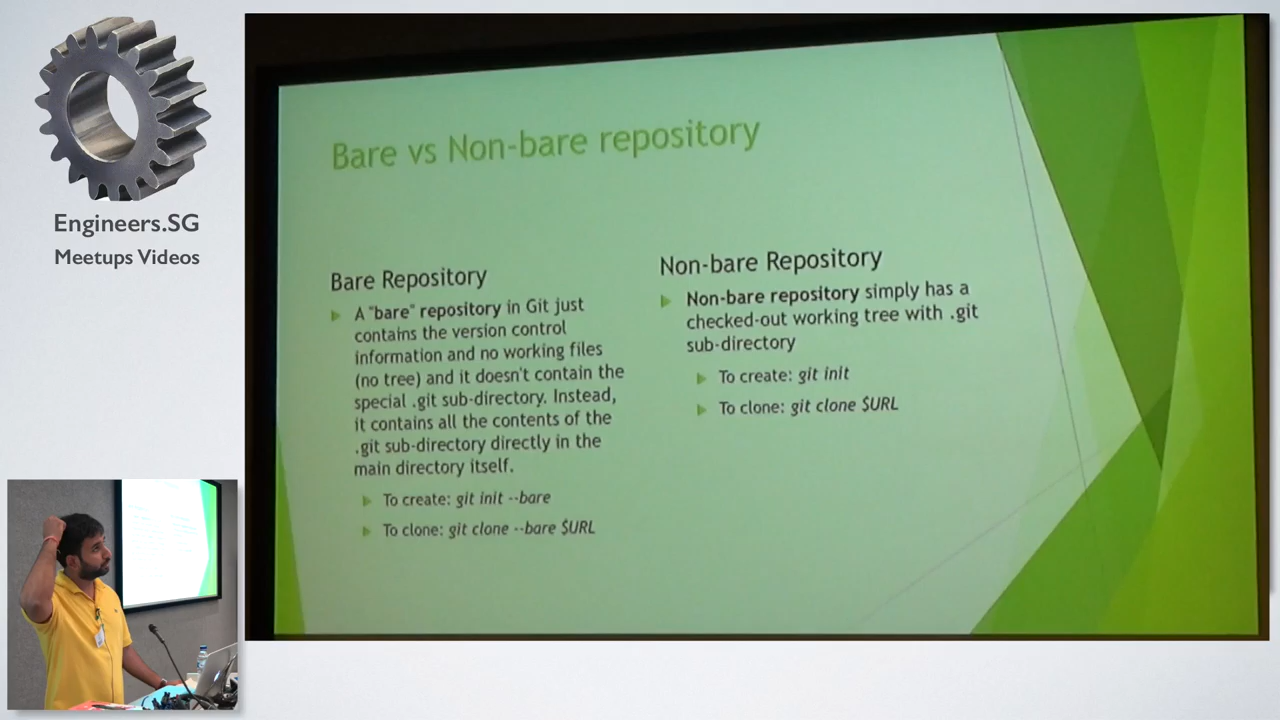 Engineers.SG
Meetups Videos
Bare vs Non-bare repository
Bare Repository
A "bare" repository in Git just
contains the version control
information and no working files
(no tree) and it doesn't contain the
special .git sub-directory. Instead,
it contains all the contents of the
.git sub-directory directly in the
main directory itself.
To create: git init --bare
To clone: git clone --bare $URL
Non-bare Repository
Non-bare repository simply has a
checked-out working tree with .git
sub-directory
To create: git init
To clone: git clone $URL